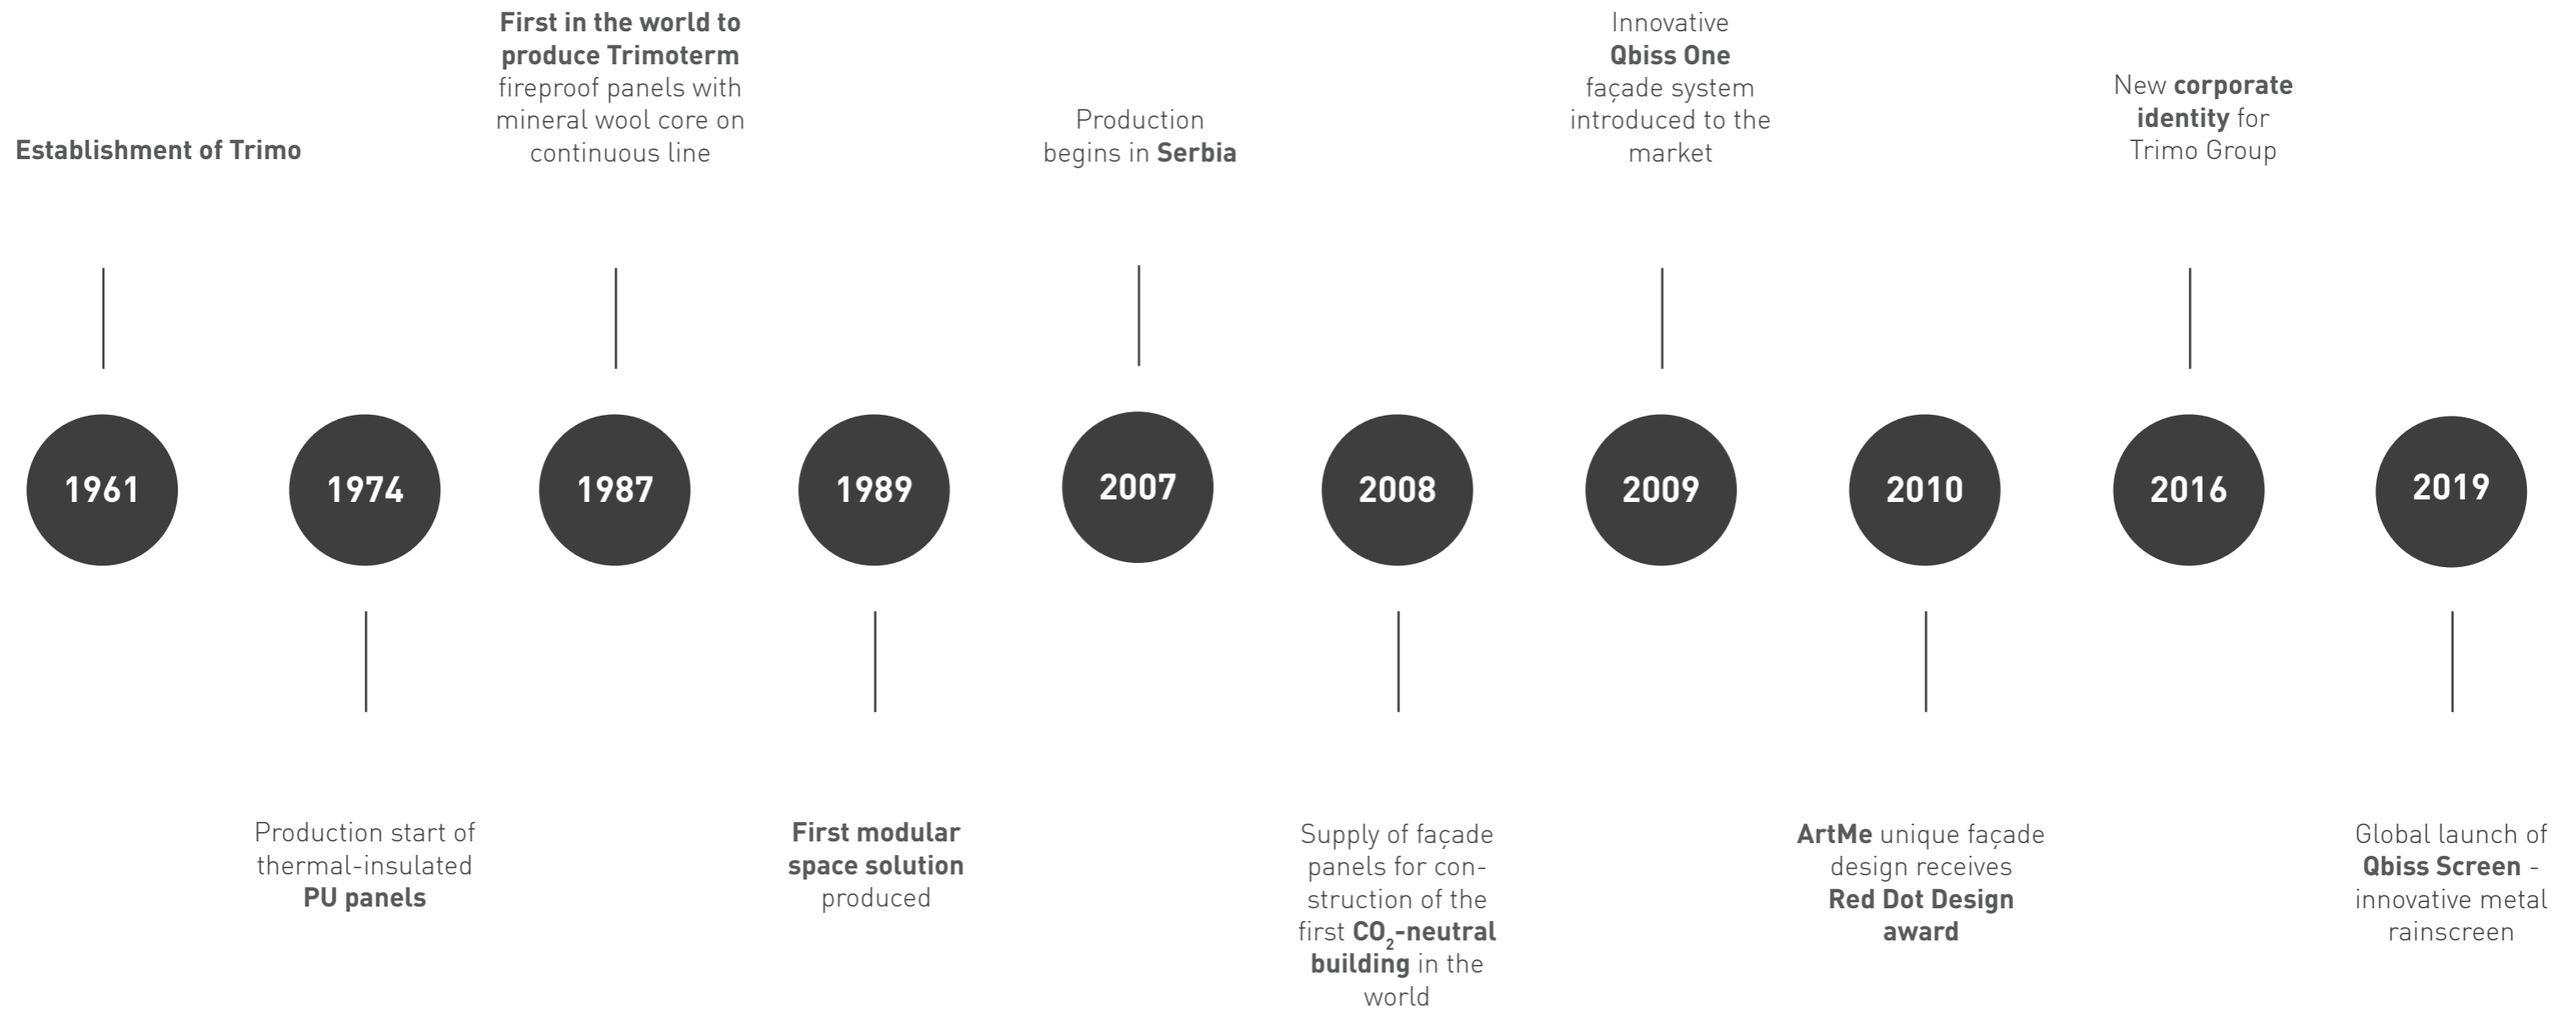 Establishment of Trimo
First in the world to
produce Trimoterm
fireproof panels with
mineral wool core on
continuous line
Production
begins in Serbia
Innovative
Qbiss One
façade system
introduced to the
market
New corporate
identity for
Trimo Group
1961
1974
1987
1989
2007
2008
2009
2010
2016
2019
Production start of
thermal-insulated
PU panels
First modular
space solution
produced
Supply of façade
panels for con-
struction of the
first CO₂-neutral
building in the
world
ArtMe unique façade
design receives
Red Dot Design
award
Global launch of
Qbiss Screen -
innovative metal
rainscreen